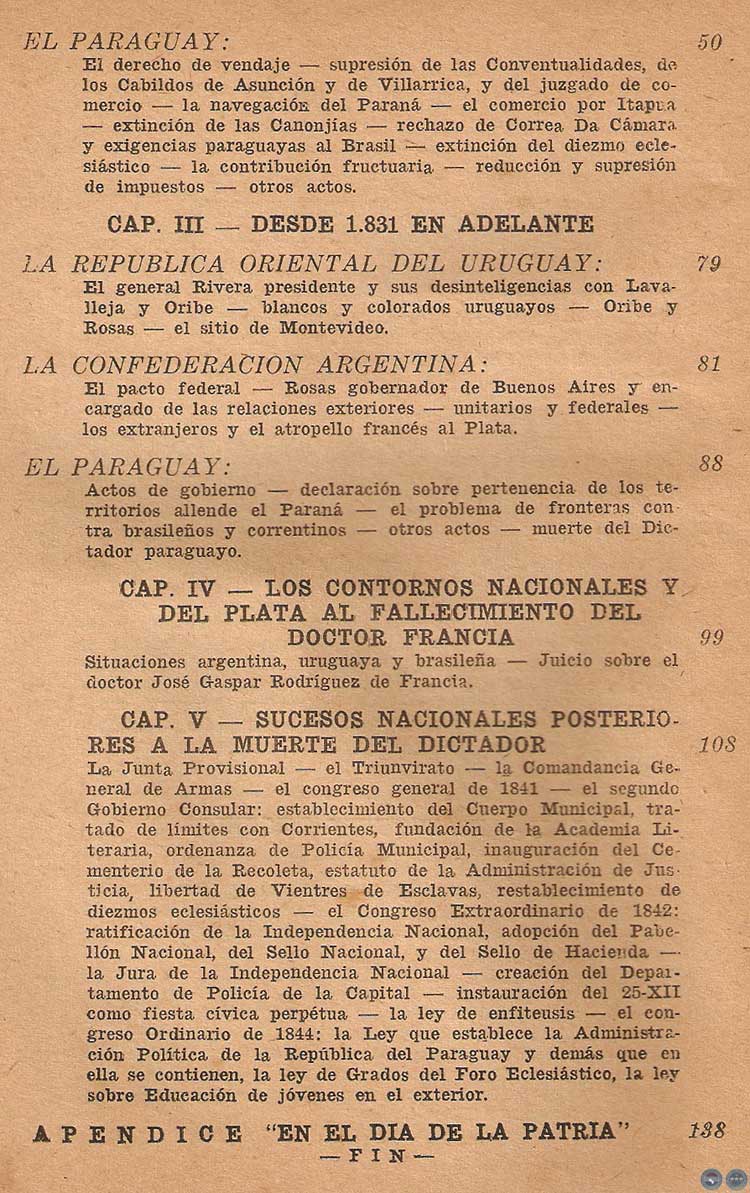 EL PARAGUAY: 50
El derecho de vendaje — supresión de las Conventualidades, de
los Cabildos de Asunción y de Villarrica, y del juzgado de co-
mercio — la navegación del Paraná — el comercio por Itapua
— extinción de las Canonjías — rechazo de Correa Da Cámara
y exigencias paraguayas al Brasil — extinción del diezmo ecle-
siástico — la contribución fructuaria — reducción y supresión
de impuestos — otros actos.
CAP. III — DESDE 1.831 EN ADELANTE
LA REPUBLICA ORIENTAL DEL URUGUAY: 79
El general Rivera presidente y sus desinteligencias con Lava-
lleja y Oribe — blancos y colorados uruguayos — Oribe y
Rosas — el sitio de Montevideo.
LA CONFEDERACION ARGENTINA: 81
El pacto federal — Rosas gobernador de Buenos Aires y en-
cargado de las relaciones exteriores — unitarios y federales —
los extranjeros y el atropello francés al Plata.
EL PARAGUAY: 88
Actos de gobierno — declaración sobre pertenencia de los te-
rritorios allende el Paraná — el problema de fronteras con
tra brasileños y correntinos — otros actos — muerte del Dic-
tador paraguayo.
CAP. IV — LOS CONTORNOS NACIONALES Y
DEL PLATA AL FALLECIMIENTO DEL
DOCTOR FRANCIA 99
Situaciones argentina, uruguaya y brasileña — Juicio sobre el
doctor José Gaspar Rodríguez de Francia.
CAP. V — SUCESOS NACIONALES POSTERIO-
RES A LA MUERTE DEL DICTADOR 108
La Junta Provisional — el Triunvirato — la Comandancia Ge-
neral de Armas — el congreso general de 1841 — el segundo
Gobierno Consular: establecimiento del Cuerpo Municipal, tra-
tado de límites con Corrientes, fundación de la Academia Li-
teraria, ordenanza de Policía Municipal, inauguración del Ce-
menterio de la Recoleta, estatuto de la Administración de Jus-
ticia, libertad de Vientres de Esclavas, restablecimiento de
diezmos eclesiásticos — el Congreso Extraordinario de 1842:
ratificación de la Independencia Nacional, adopción del Pabe-
llón Nacional, del Sello Nacional, y del Sello de Hacienda —
la Jura de la Independencia Nacional — creación del Depar-
tamento de Policía de la Capital — instauración del 25-XII
como fiesta cívica perpétua — la ley de enfiteusis — el con-
greso Ordinario de 1844: la Ley que establece la Administra-
ción Política de la República del Paraguay y demás que en
ella se contienen, la ley de Grados del Foro Eclesiástico, la ley
sobre Educación de jóvenes en el exterior.
APENDICE "EN EL DIA DE LA PATRIA" 138
— FIN —